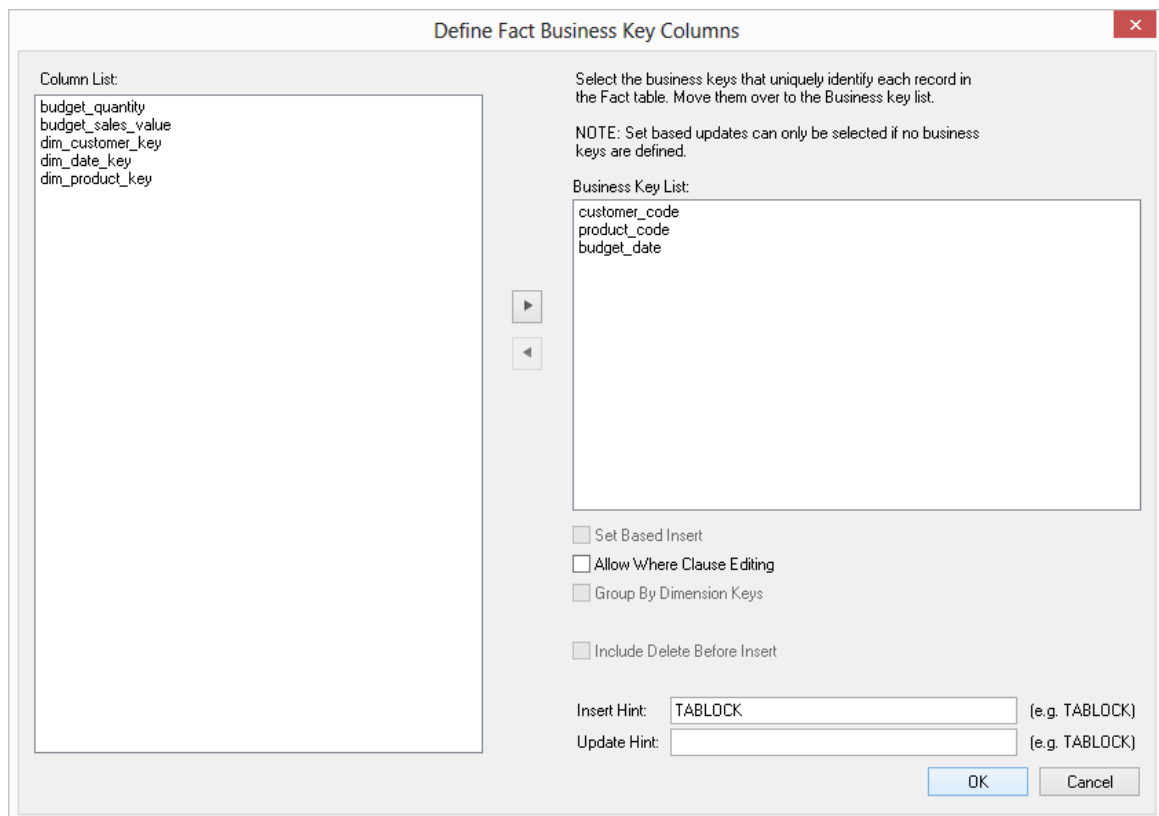 Define Fact Business Key Columns
Column List:
budget_quantity
budget_sales_value
dim_customer_key
dim_date_key
dim_product_key
Select the business keys that uniquely identify each record in
the Fact table. Move them over to the Business key list.
NOTE: Set based updates can only be selected if no business
keys are defined.
Business Key List:
customer_code
product_code
budget_date
Set Based Insert
Allow Where Clause Editing
Group By Dimension Keys
Include Delete Before Insert
Insert Hint: TABLOCK (e.g. TABLOCK)
Update Hint: (e.g. TABLOCK)
OK Cancel